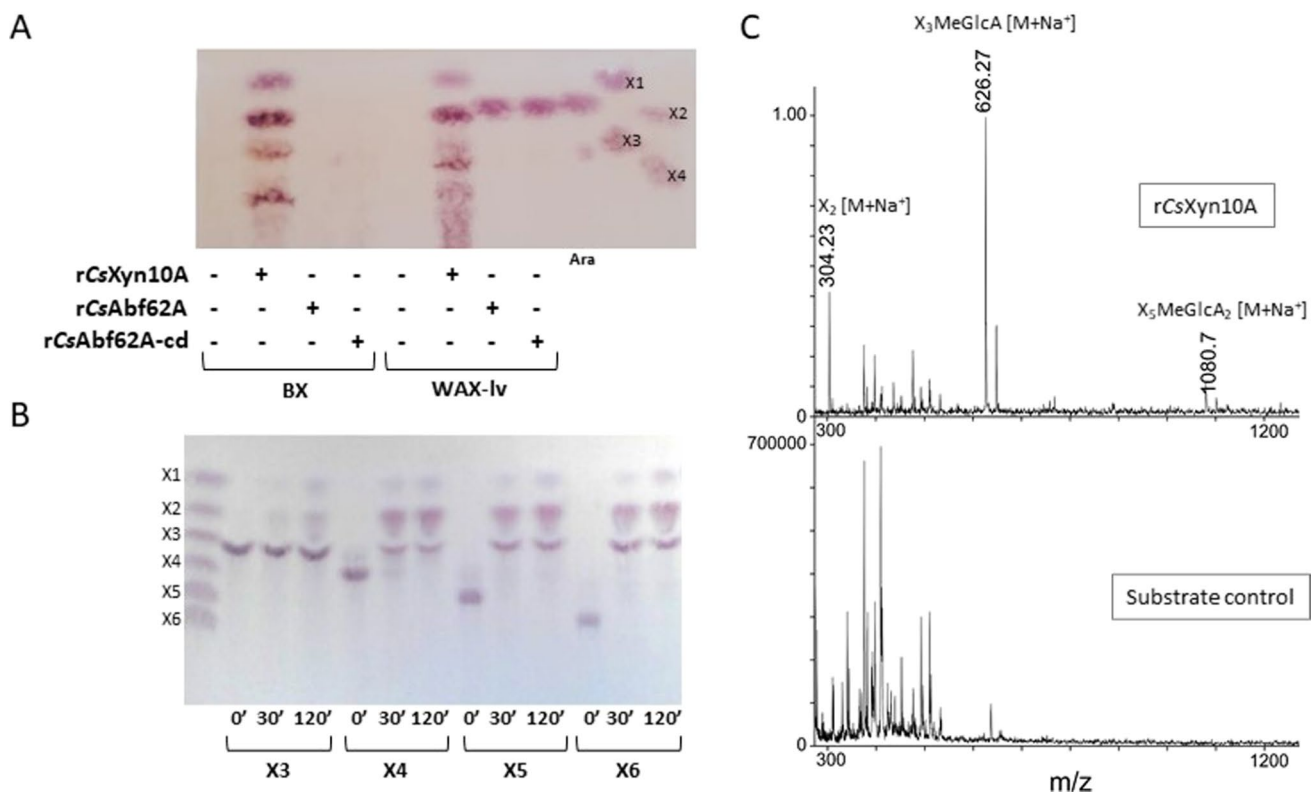 A
X1
X2
X3
X4
Ara
rCsXyn10A - + - - - + - -
rCsAbf62A - - + - - - + -
rCsAbf62A-cd - - - + - - - +
BX WAX-lv
B
X1
X2
X3
X4
X5
X6
0' 30' 120' 0' 30' 120' 0' 30' 120' 0' 30' 120'
X3 X4 X5 X6
C
X3MeGlcA [M+Na+]
626.27
1.00
rCsXyn10A
X2 [M+Na+]
304.23
X5MeGlcA2 [M+Na+]
1080.7
0
300 1200
700000
Substrate control
0
300 1200
m/z